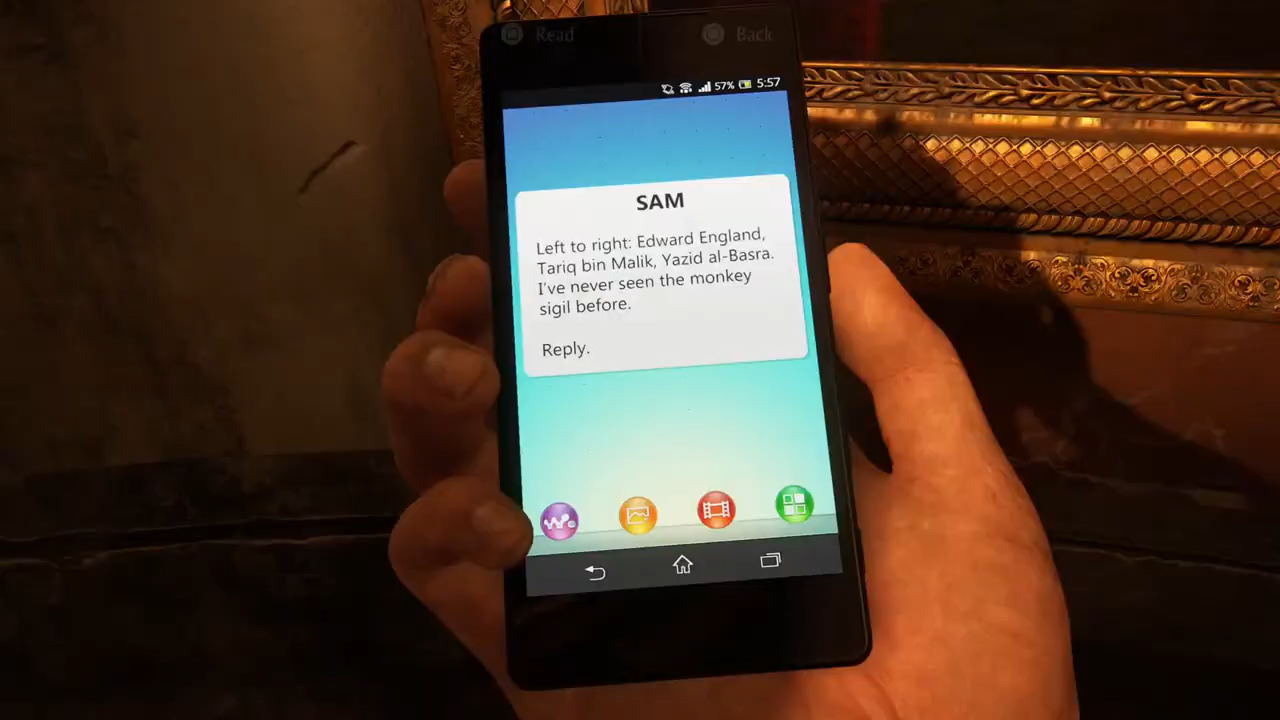 Read Back
57% 5:57
SAM
Left to right: Edward England,
Tariq bin Malik, Yazid al-Basra.
I've never seen the monkey
sigil before.
Reply.